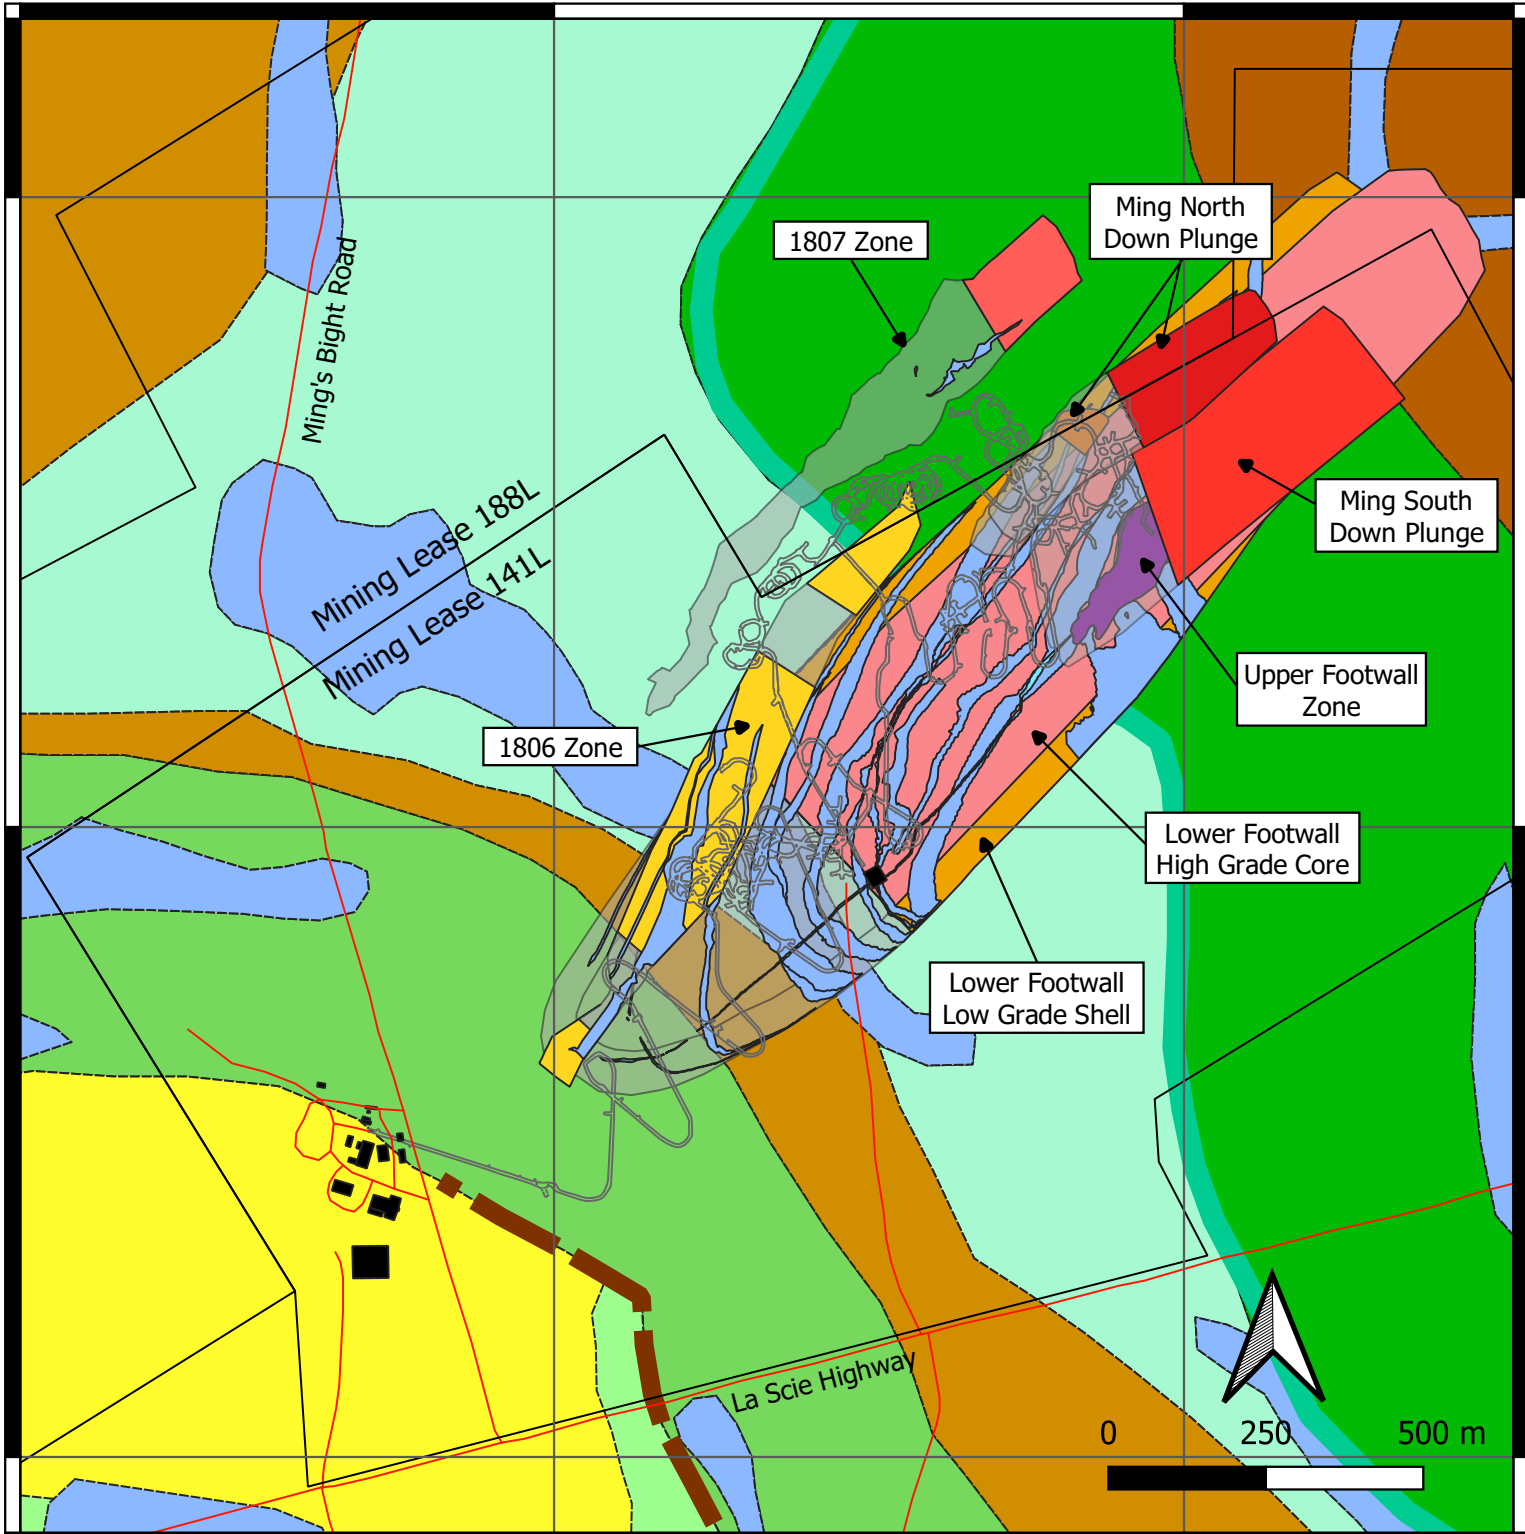 Ming North
Down Plunge
1807 Zone
Ming's Bight Road
Ming South
Down Plunge
Mining Lease 188L
Mining Lease 141L
Upper Footwall
Zone
1806 Zone
Lower Footwall
High Grade Core
Lower Footwall
Low Grade Shell
La Scie Highway
0 250 500 m